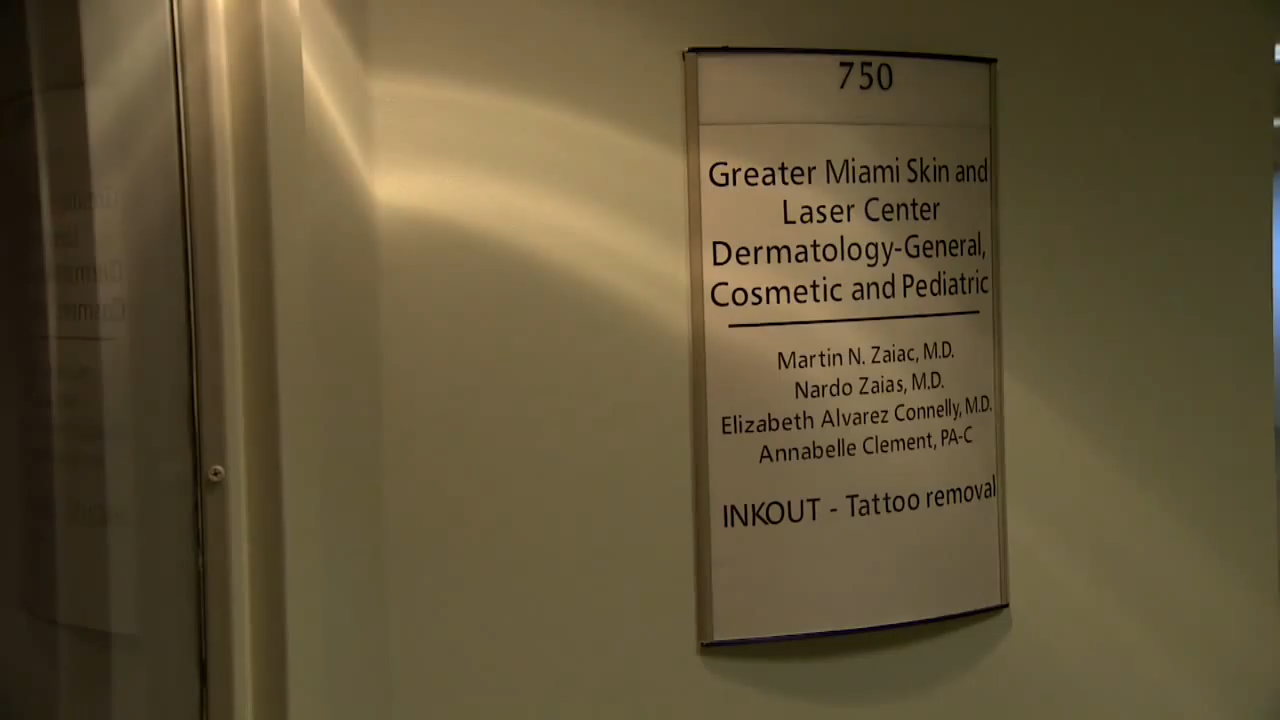 750
Greater Miami Skin and
Laser Center
Dermatology-General,
Cosmetic and Pediatric
Martin N. Zaiac, M.D.
Nardo Zaias, M.D.
Elizabeth Alvarez Connelly, M.D.
Annabelle Clement, PA-C
INKOUT - Tattoo removal